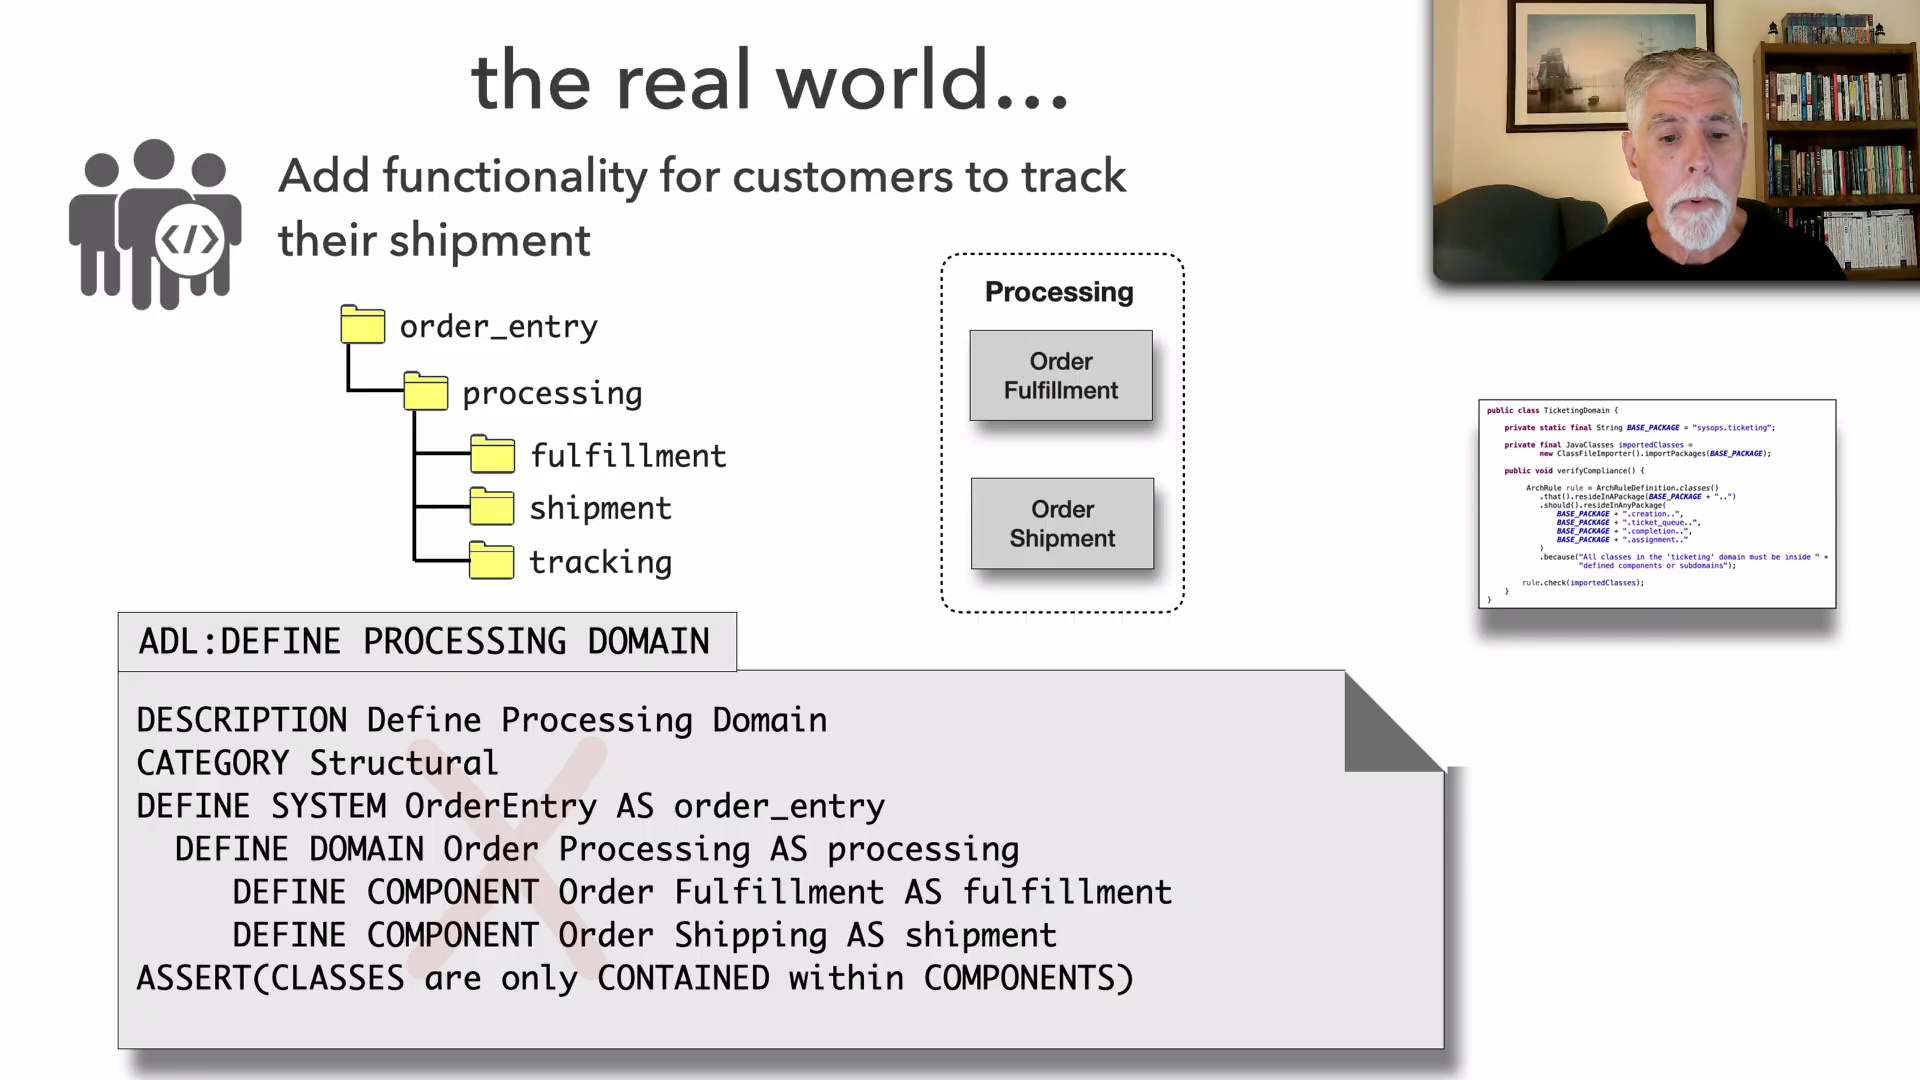 the real world...
Add functionality for customers to track
their shipment
</>
order_entry
processing
fulfillment
shipment
tracking
Processing
Order
Fulfillment
Order
Shipment
public class TicketingDomain {
private static final String BASE_PACKAGE = "sysops.ticketing";
private final JavaClasses importedClasses =
new ClassFileImporter().importPackages(BASE_PACKAGE);
public void verifyCompliance() {
ArchRule rule = ArchRuleDefinition.classes()
.that().resideInAPackage(BASE_PACKAGE + "..")
.should().resideInAnyPackage(
BASE_PACKAGE + ".creation..",
BASE_PACKAGE + ".ticket_queue..",
BASE_PACKAGE + ".completion..",
BASE_PACKAGE + ".assignment.."
)
.because("All classes in the 'ticketing' domain must be inside " +
"defined components or subdomains");
rule.check(importedClasses);
}
}
ADL:DEFINE PROCESSING DOMAIN
DESCRIPTION Define Processing Domain
CATEGORY Structural
DEFINE SYSTEM OrderEntry AS order_entry
DEFINE DOMAIN Order Processing AS processing
DEFINE COMPONENT Order Fulfillment AS fulfillment
DEFINE COMPONENT Order Shipping AS shipment
ASSERT(CLASSES are only CONTAINED within COMPONENTS)